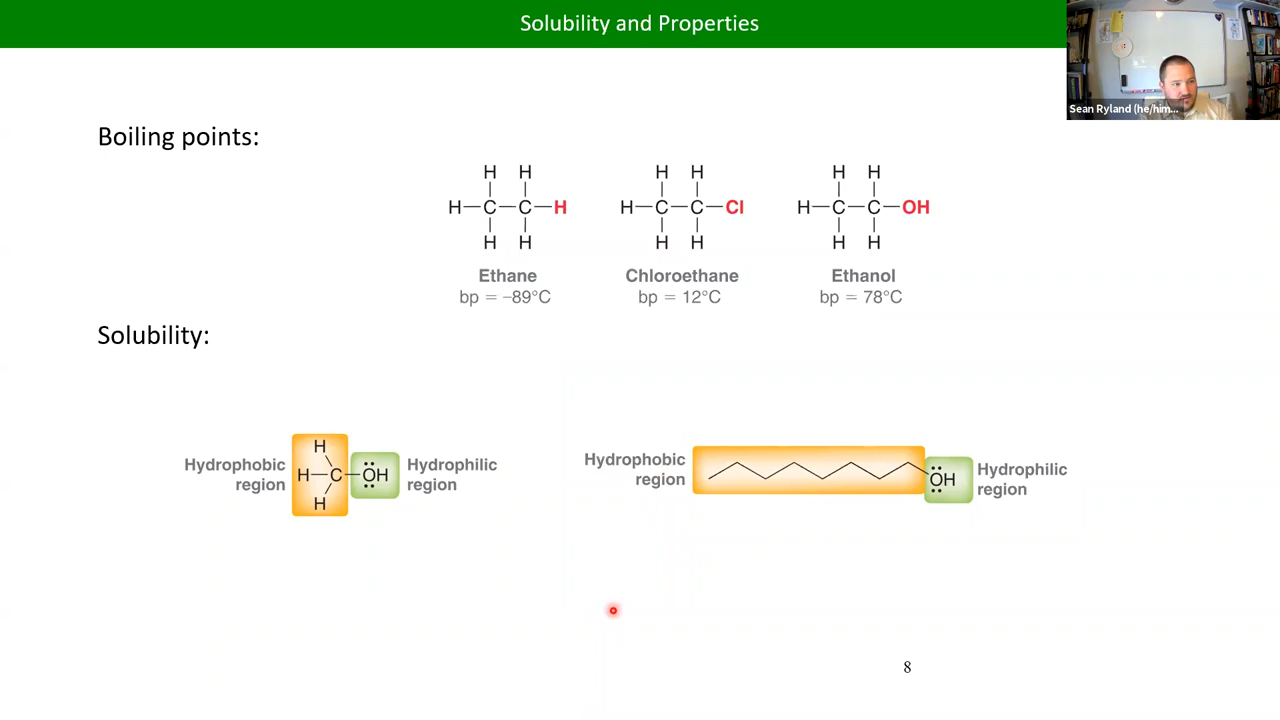 Solubility and Properties
Sean Ryland (he/him...
Boiling points:
H H
H C C H
H H
Ethane
bp = –89°C
H H
H C C Cl
H H
Chloroethane
bp = 12°C
H H
H C C OH
H H
Ethanol
bp = 78°C
Solubility:
Hydrophobic
region
H
H C OH
H
Hydrophilic
region
Hydrophobic
region
OH
Hydrophilic
region
8